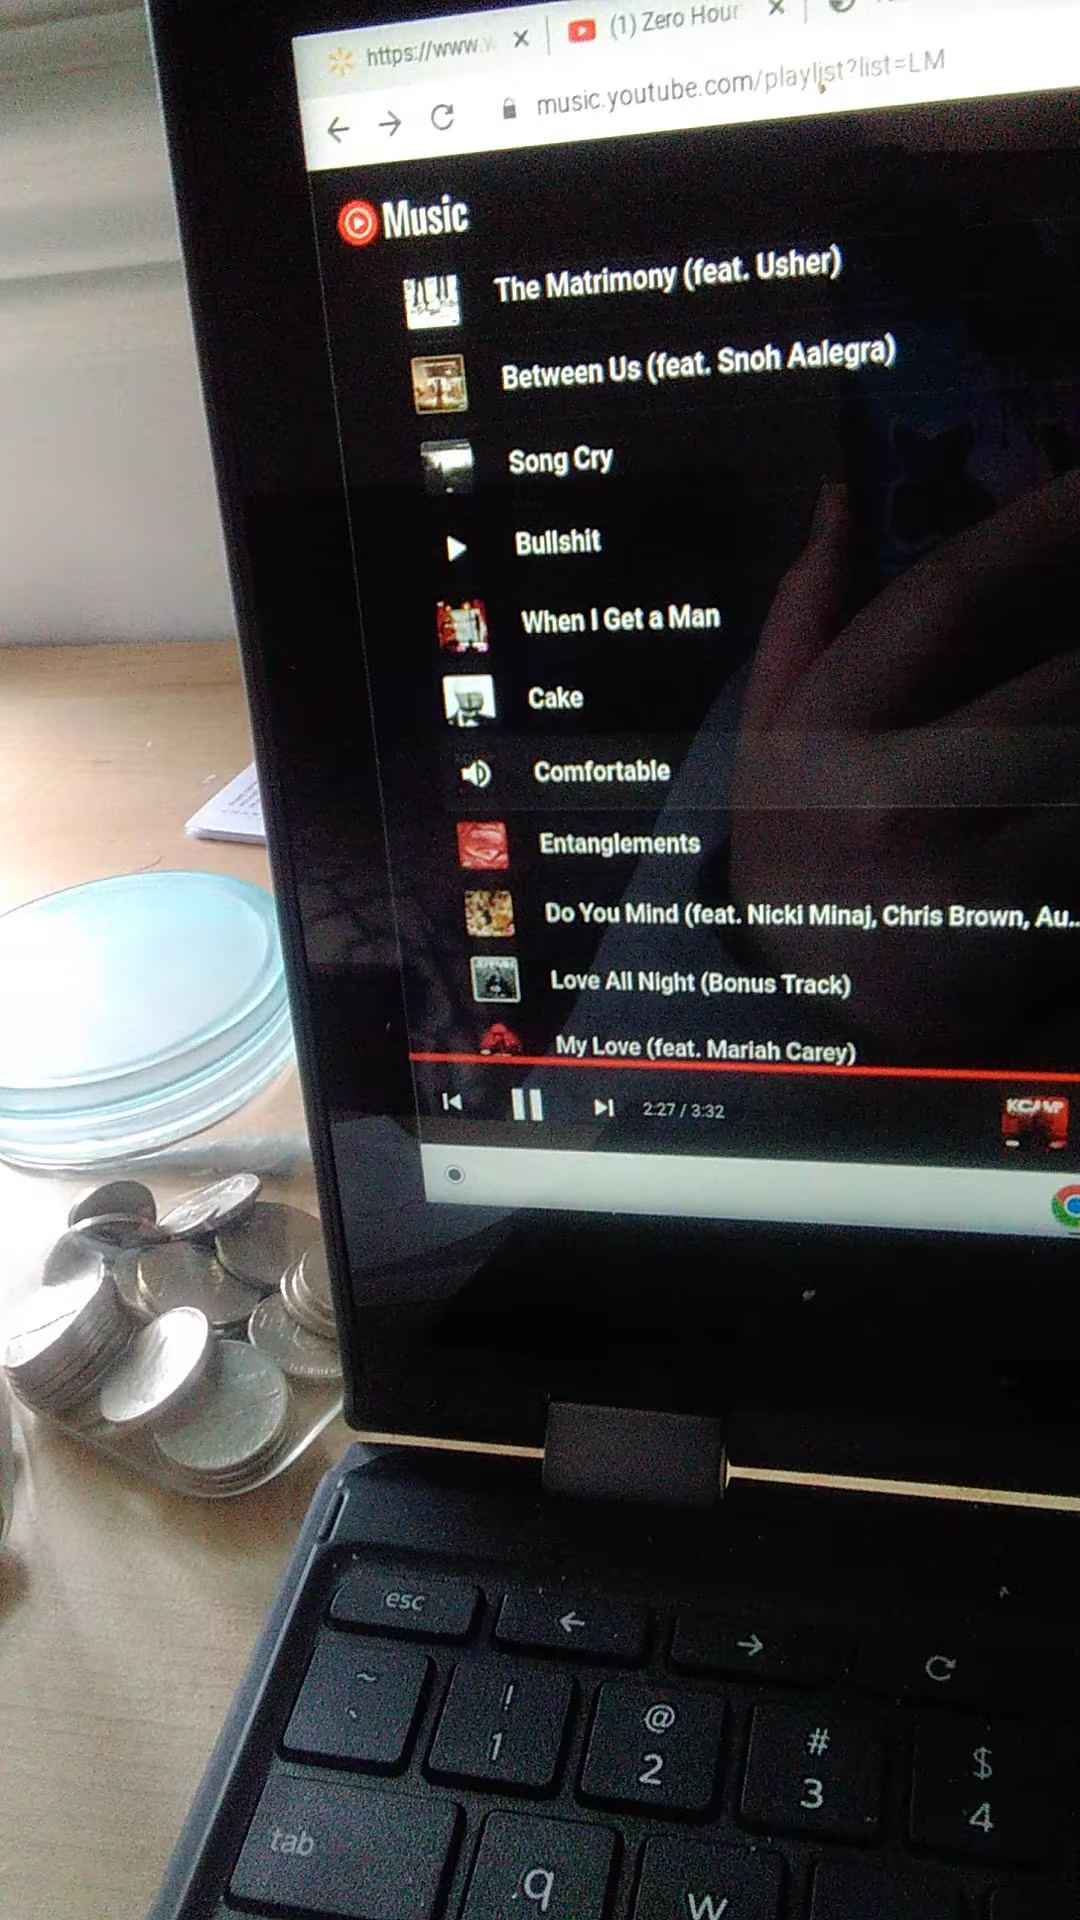 https://www.w
(1) Zero Hour
music.youtube.com/playlist?list=LM
Music
The Matrimony (feat. Usher)
Between Us (feat. Snoh Aalegra)
Song Cry
Bullshit
When I Get a Man
Cake
Comfortable
Entanglements
Do You Mind (feat. Nicki Minaj, Chris Brown, Au...
Love All Night (Bonus Track)
My Love (feat. Mariah Carey)
2:27 / 3:32
KCAMP
esc
~ ! @ # $
` 1 2 3 4
tab q w